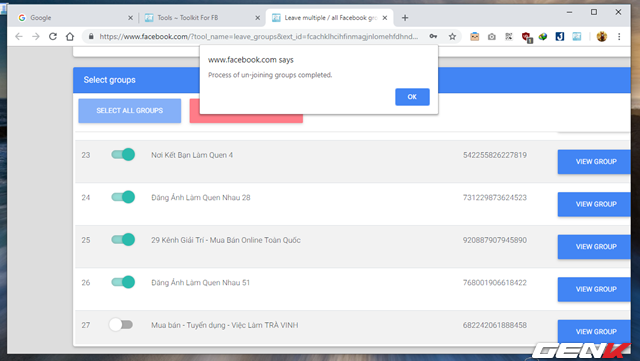 Google
Tools ~ Toolkit For FB
Leave multiple / all Facebook gro
https://www.facebook.com/?tool_name=leave_groups&ext_id=fcachklhcihfinmagjnlomehfdhnd...
www.facebook.com says
Process of un-joining groups completed.
OK
Select groups
SELECT ALL GROUPS
23 Nơi Kết Bạn Làm Quen 4 542255826227819 VIEW GROUP
24 Đăng Ảnh Làm Quen Nhau 28 731229873624523 VIEW GROUP
25 29 Kênh Giải Trí - Mua Bán Online Toàn Quốc 920887907945890 VIEW GROUP
26 Đăng Ảnh Làm Quen Nhau 51 768001906618422 VIEW GROUP
27 Mua bán - Tuyển dụng - Việc Làm TRÀ VINH 682242061888458 VIEW GROUP
GENK